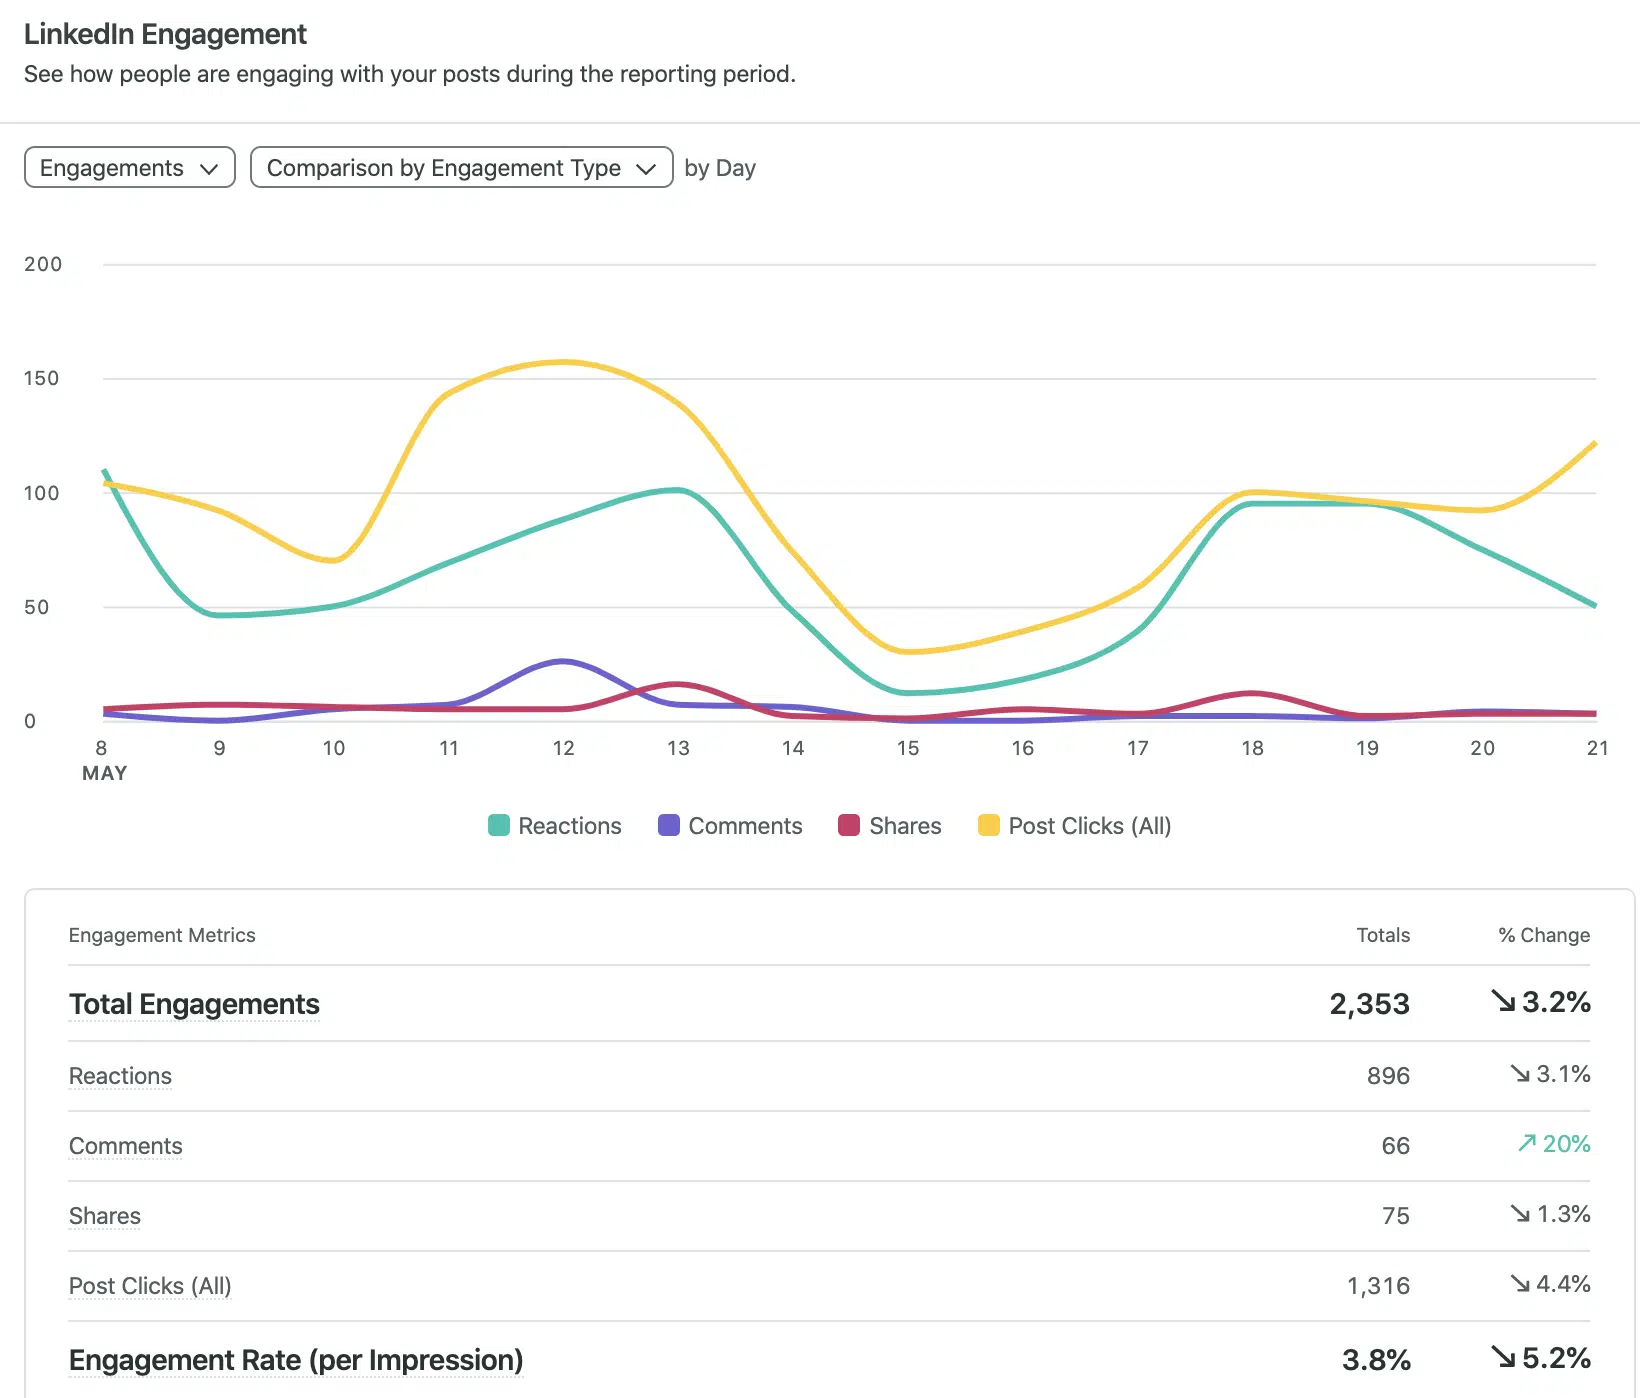 LinkedIn Engagement
See how people are engaging with your posts during the reporting period.
Engagements Comparison by Engagement Type by Day
200
150
100
50
0
8 9 10 11 12 13 14 15 16 17 18 19 20 21
MAY
Reactions Comments Shares Post Clicks (All)
Engagement Metrics Totals % Change
Total Engagements 2,353 ↘3.2%
Reactions 896 ↘3.1%
Comments 66 ↗20%
Shares 75 ↘1.3%
Post Clicks (All) 1,316 ↘4.4%
Engagement Rate (per Impression) 3.8% ↘5.2%